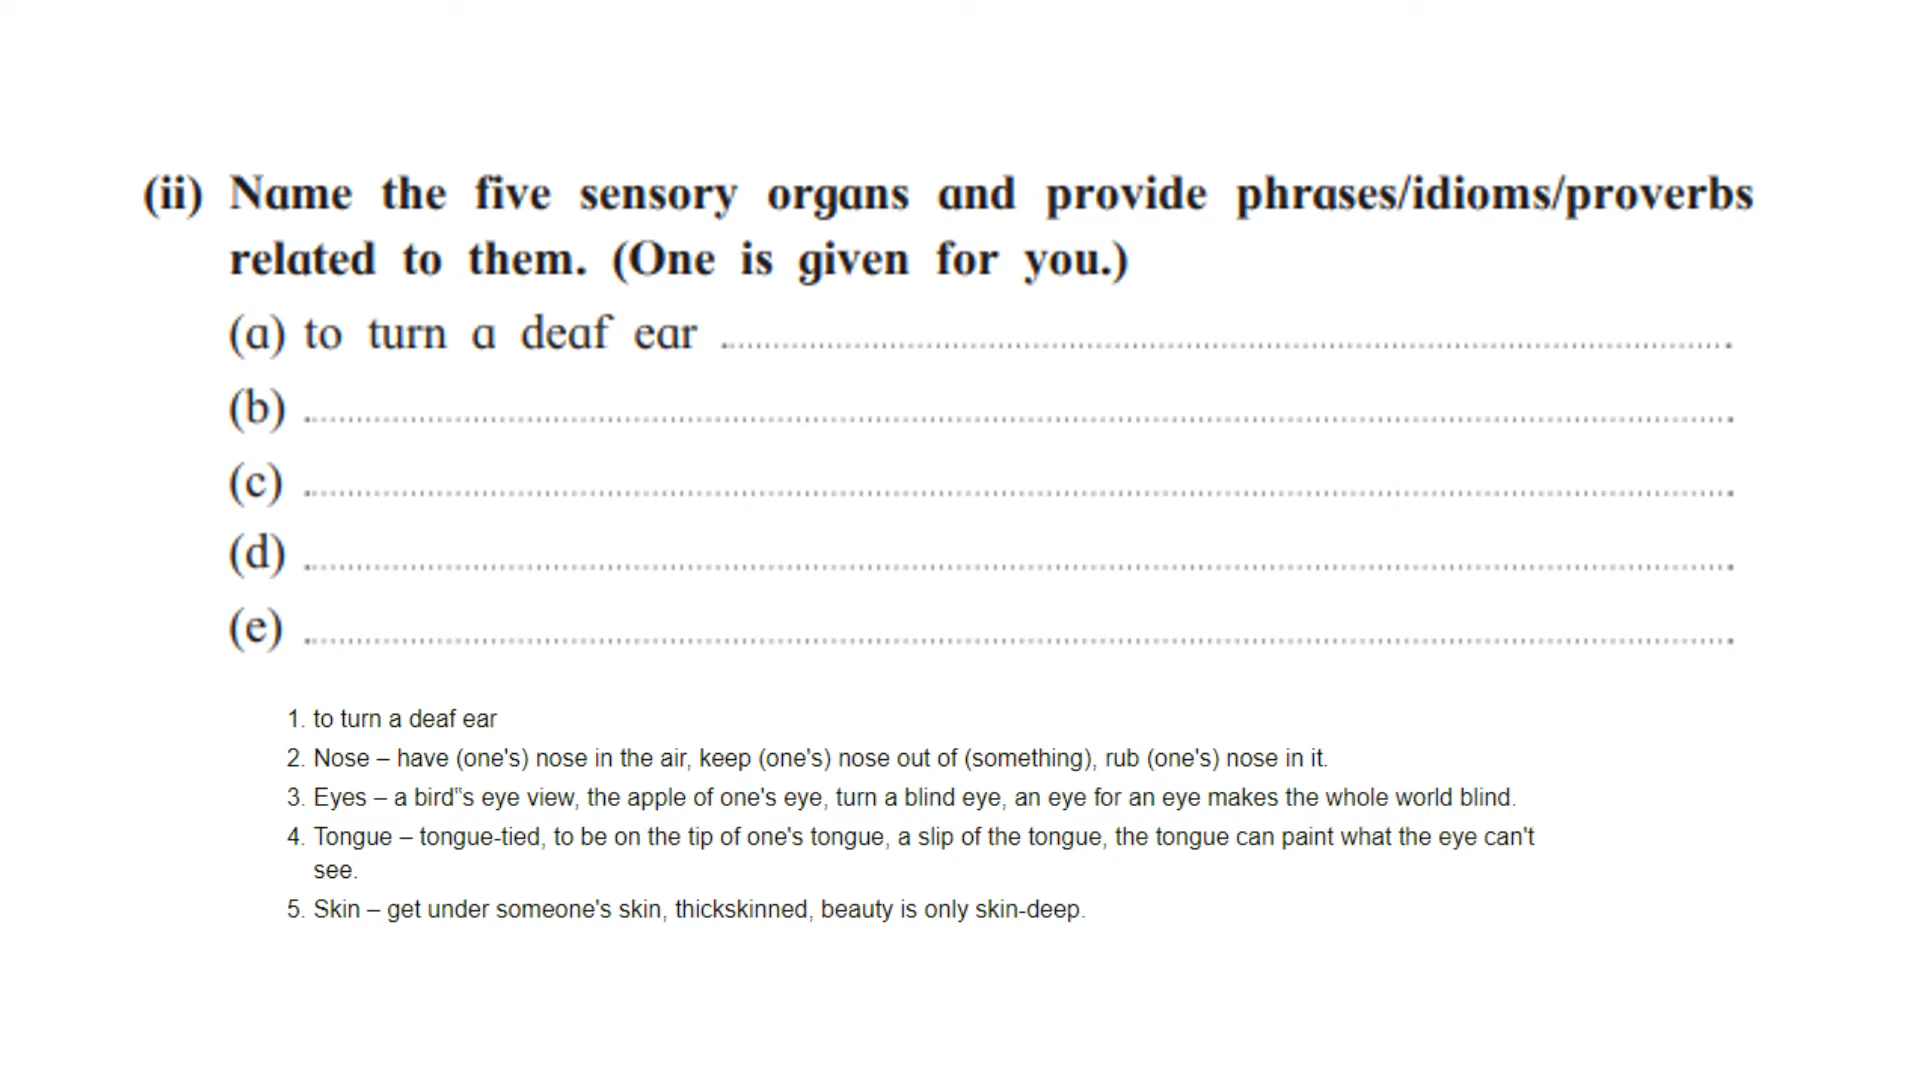 (ii) Name the five sensory organs and provide phrases/idioms/proverbs
related to them. (One is given for you.)
(a) to turn a deaf ear ........................................
(b) ........................................
(c) ........................................
(d) ........................................
(e) ........................................
1. to turn a deaf ear
2. Nose – have (one's) nose in the air, keep (one's) nose out of (something), rub (one's) nose in it.
3. Eyes – a bird‟s eye view, the apple of one's eye, turn a blind eye, an eye for an eye makes the whole world blind.
4. Tongue – tongue-tied, to be on the tip of one's tongue, a slip of the tongue, the tongue can paint what the eye can't
see.
5. Skin – get under someone's skin, thickskinned, beauty is only skin-deep.